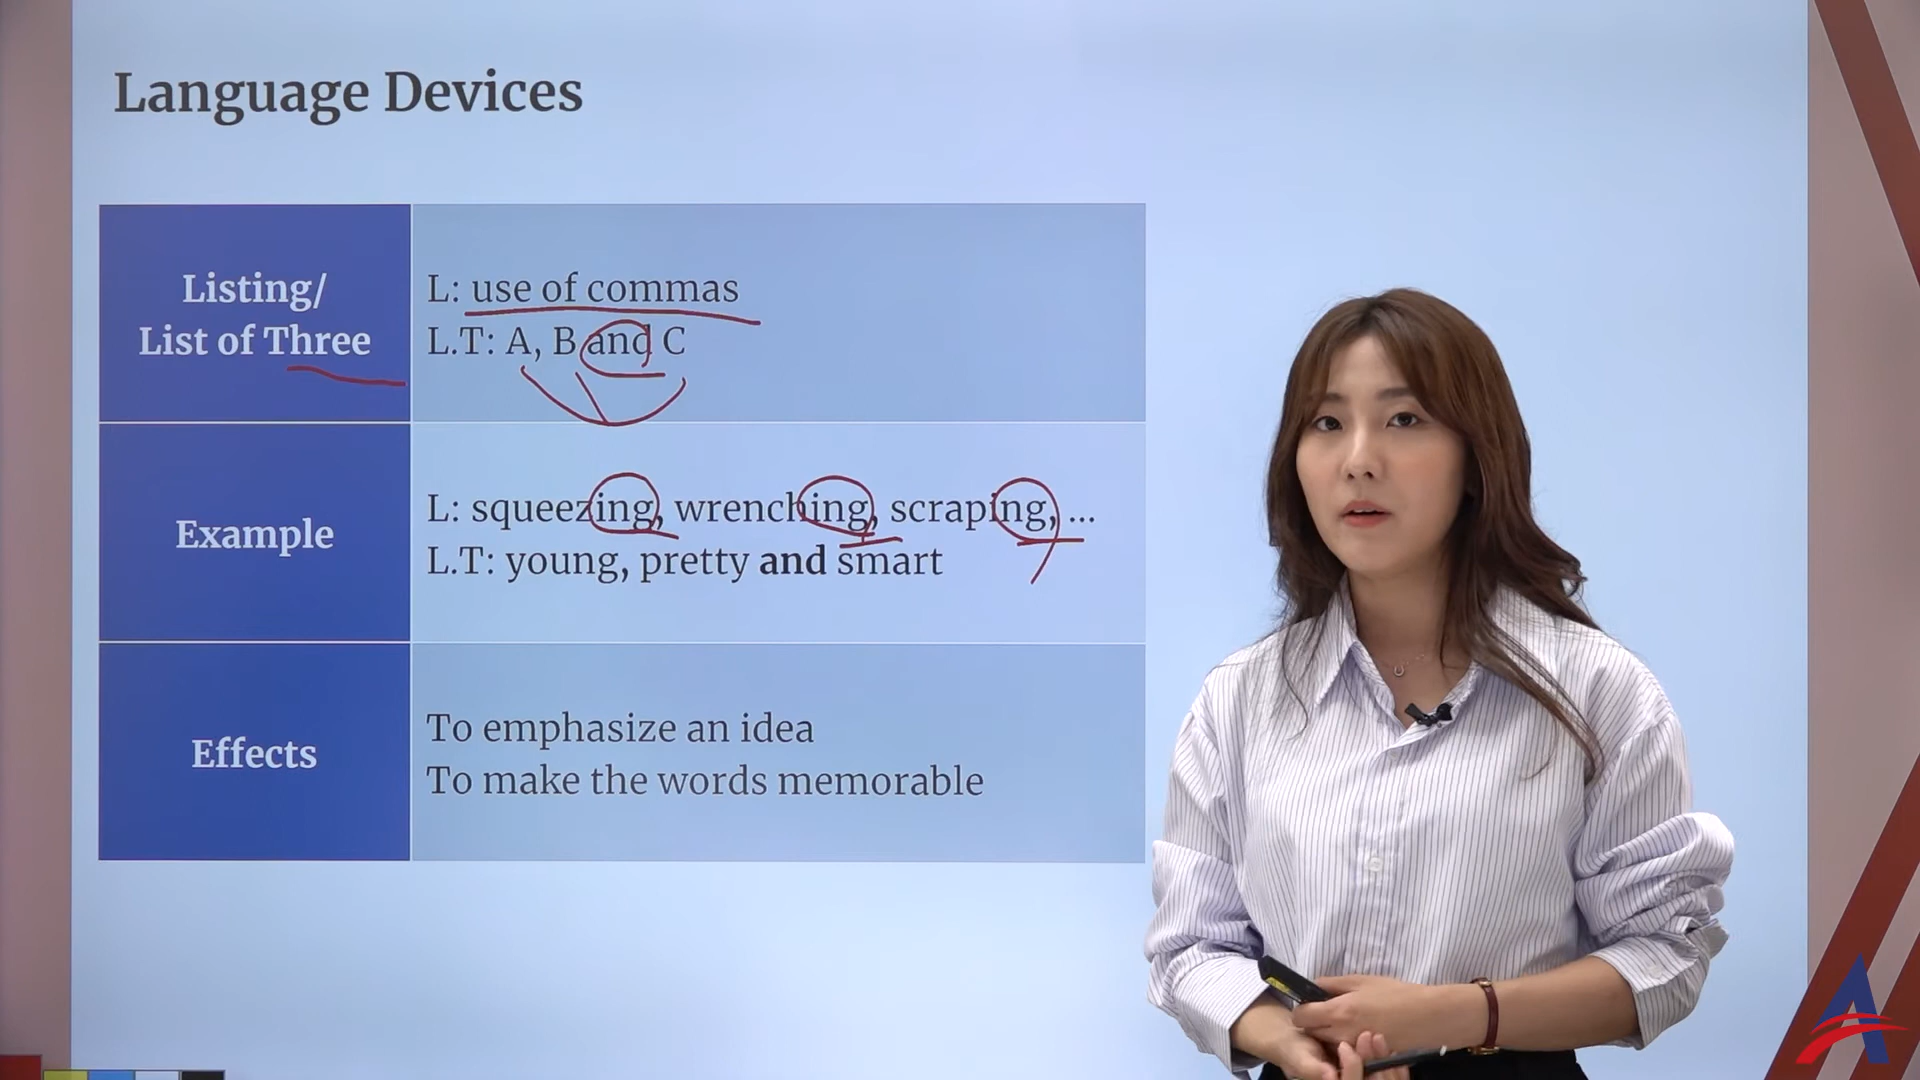 Language Devices
Listing/
List of Three
L: use of commas
L.T: A, B and C
Example
L: squeezing, wrenching, scraping, ...
L.T: young, pretty and smart
Effects
To emphasize an idea
To make the words memorable